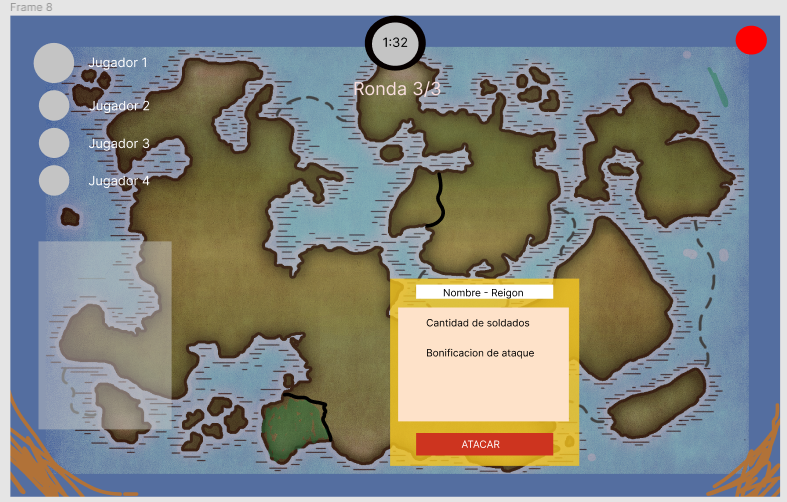 Frame 8
1:32
Jugador 1
Ronda 3/3
Jugador 2
Jugador 3
Jugador 4
Nombre - Reigon
Cantidad de soldados
Bonificacion de ataque
ATACAR